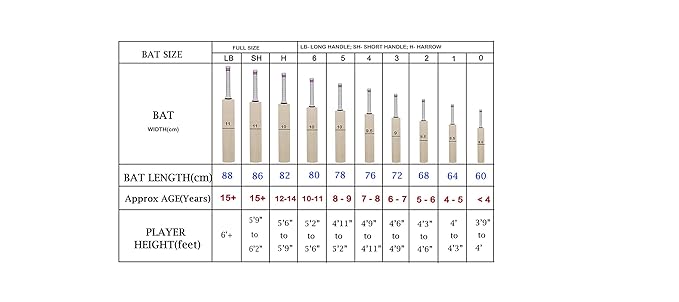 BAT SIZE FULL SIZE LB- LONG HANDLE; SH- SHORT HANDLE; H- HARROW
LB SH H 6 5 4 3 2 1 0
BAT
WIDTH(cm)
11 11 10 10 10 9.5 9 8.5 8.5
BAT LENGTH(cm) 88 86 82 80 78 76 72 68 64 60
Approx AGE(Years) 15+ 15+ 12-14 10-11 8 - 9 7 - 8 6 - 7 5 - 6 4 - 5 < 4
PLAYER HEIGHT(feet) 6'+ 5'9" to 6'2" 5'6" to 5'9" 5'2" to 5'6" 4'11" to 5'2" 4'9" to 4'11" 4'6" to 4'9" 4'3" to 4'6" 4' to 4'3" 3'9" to 4'